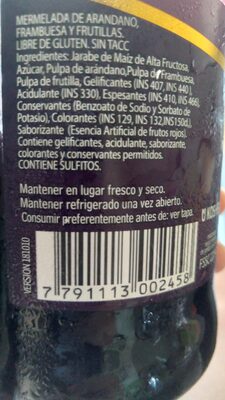 MERMELADA DE ARANDANO,
FRAMBUESA Y FRUTILLAS.
LIBRE DE GLUTEN. SIN TACC
Ingredientes: Jarabe de Maíz de Alta Fructosa,
Azúcar, Pulpa de arándano,Pulpa de Frambuesa,
Pulpa de frutilla, Gelificantes (INS 407, INS 440 ),
Acidulante (INS 330). Espesantes (INS 410, INS 466),
Conservantes (Benzoato de Sodio y Sorbato de
Potasio), Colorantes (INS 129, INS 132,INS150d.)
Saborizante (Esencia Artificial de frutos rojos).
Contiene gelificantes, acidulante, saborizante,
colorantes y conservantes permitidos.
CONTIENE SULFITOS.
Mantener en lugar fresco y seco.
Mantener refrigerado una vez abierto.
Consumir preferentemente antes de: ver tapa.
VERSION 181010
7 791113 002458